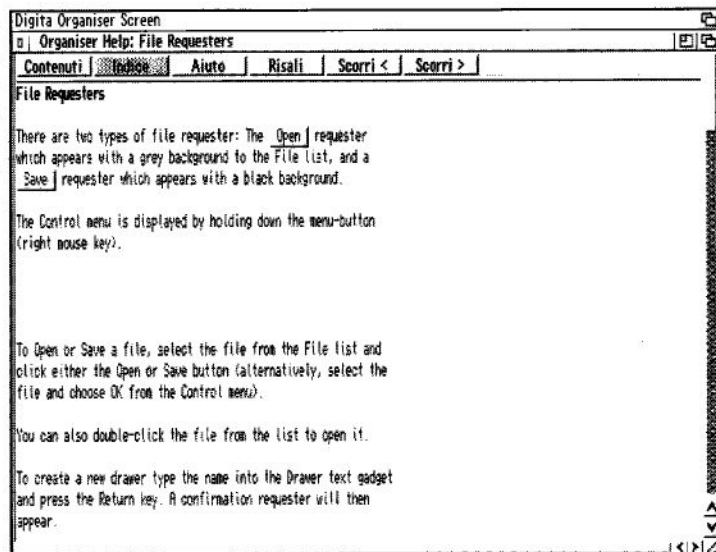 Digita Organiser Screen
Organiser Help: File Requesters
Contenuti Indice Aiuto Risali Scorri < Scorri >
File Requesters
There are two types of file requester: The Open requester
which appears with a grey background to the File list, and a
Save requester which appears with a black background.
The Control menu is displayed by holding down the menu-button
(right mouse key).
To Open or Save a file, select the file from the File list and
click either the Open or Save button (alternatively, select the
file and choose OK from the Control menu).
You can also double-click the file from the list to open it.
To create a new drawer type the name into the Drawer text gadget
and press the Return key. A confirmation requester will then
appear.